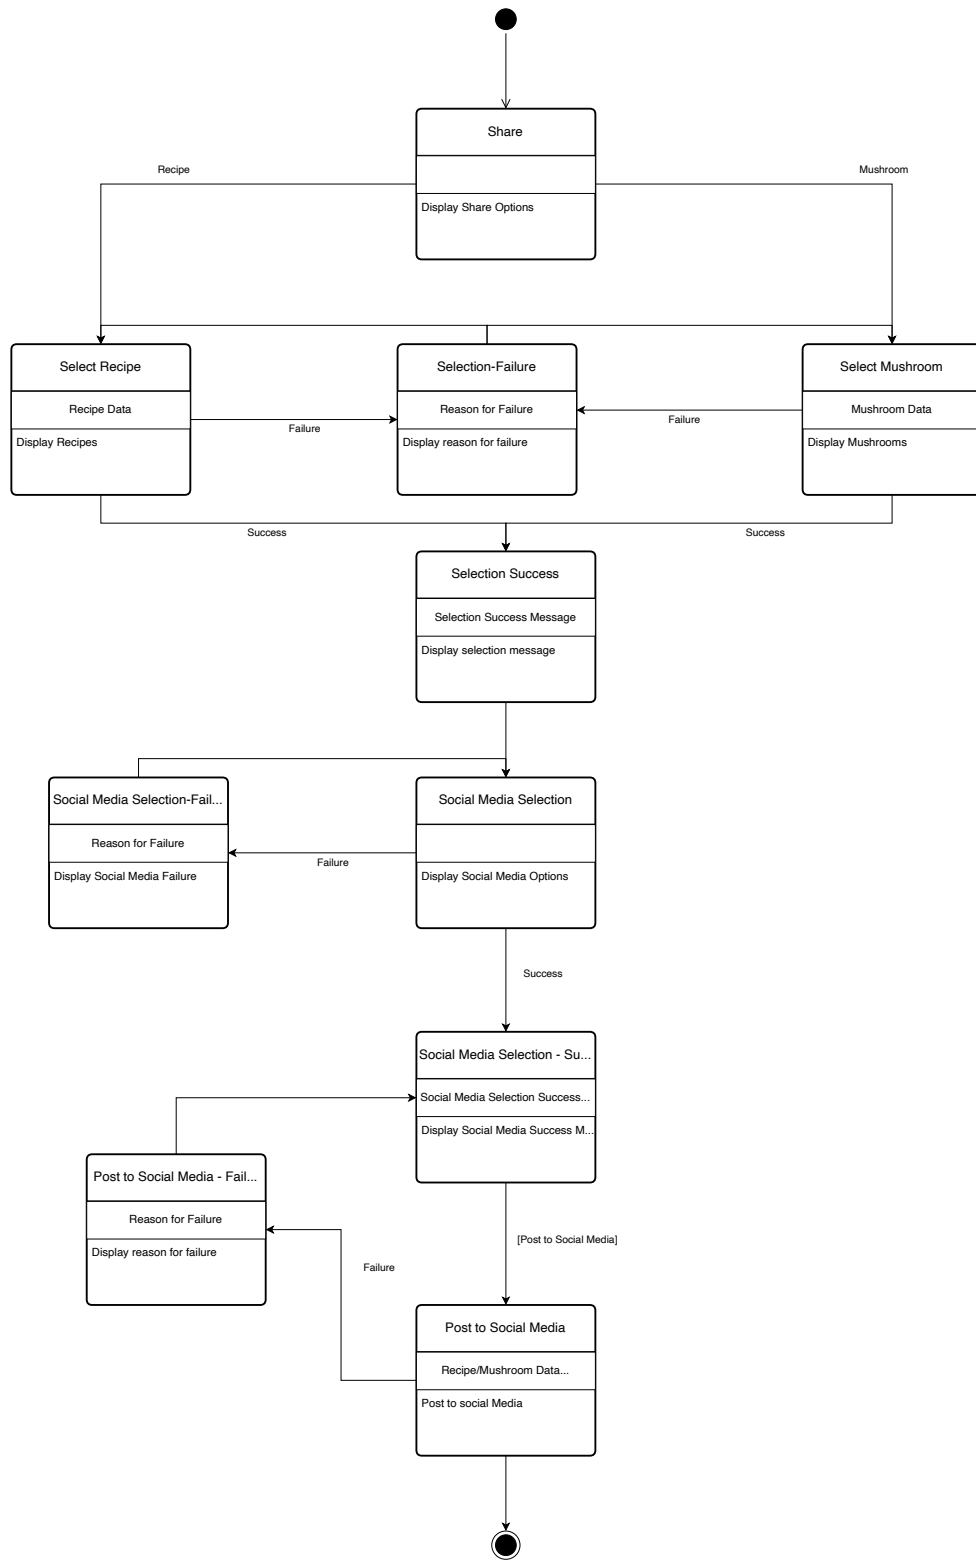 Share
Recipe
Mushroom
Display Share Options
Select Recipe
Selection-Failure
Select Mushroom
Recipe Data
Reason for Failure
Mushroom Data
Failure
Failure
Display Recipes
Display reason for failure
Display Mushrooms
Success
Success
Selection Success
Selection Success Message
Display selection message
Social Media Selection-Fail...
Social Media Selection
Reason for Failure
Failure
Display Social Media Failure
Display Social Media Options
Success
Social Media Selection - Su...
Social Media Selection Success...
Display Social Media Success M...
Post to Social Media - Fail...
Reason for Failure
Display reason for failure
[Post to Social Media]
Failure
Post to Social Media
Recipe/Mushroom Data...
Post to social Media